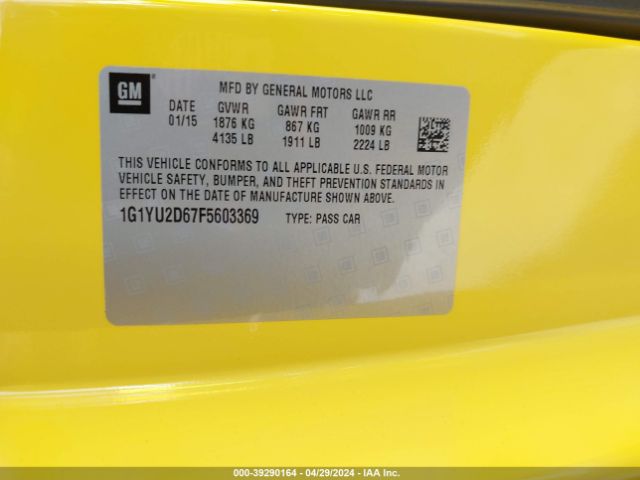 GM
MFD BY GENERAL MOTORS LLC
DATE GVWR GAWR FRT GAWR RR
01/15 1876 KG 867 KG 1009 KG
4135 LB 1911 LB 2224 LB
THIS VEHICLE CONFORMS TO ALL APPLICABLE U.S. FEDERAL MOTOR
VEHICLE SAFETY, BUMPER, AND THEFT PREVENTION STANDARDS IN
EFFECT ON THE DATE OF MANUFACTURE SHOWN ABOVE.
1G1YU2D67F5603369 TYPE: PASS CAR
000-39290164 - 04/29/2024 - IAA Inc.